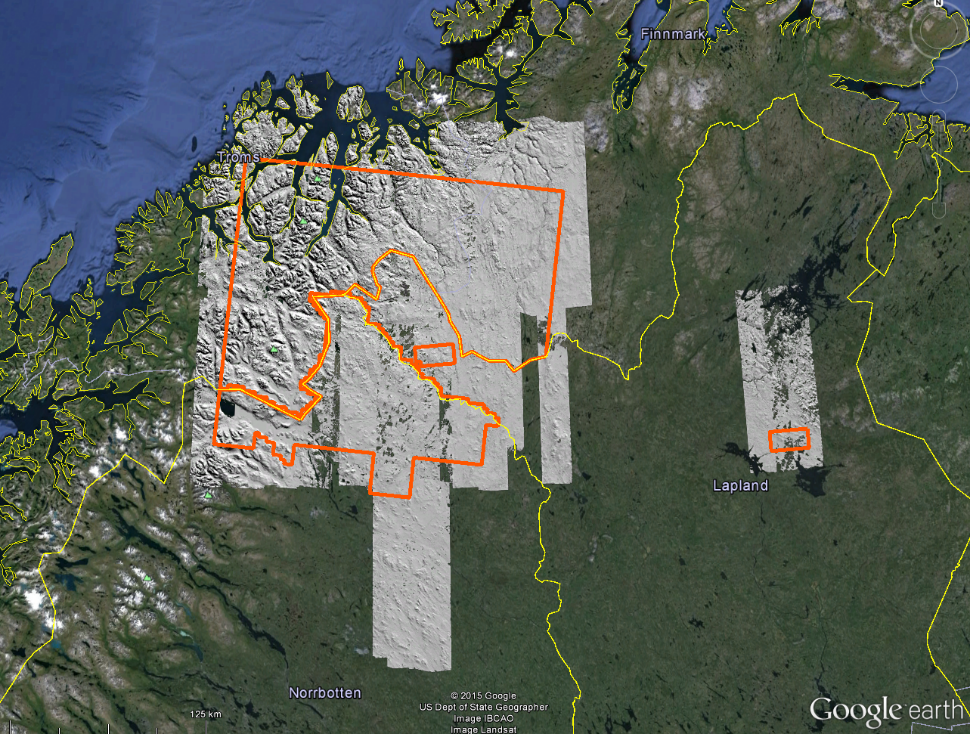 N
Finnmark
Troms
Lapland
Norrbotten
125 km
© 2015 Google
US Dept of State Geographer
Image IBCAO
Image Landsat
Google earth